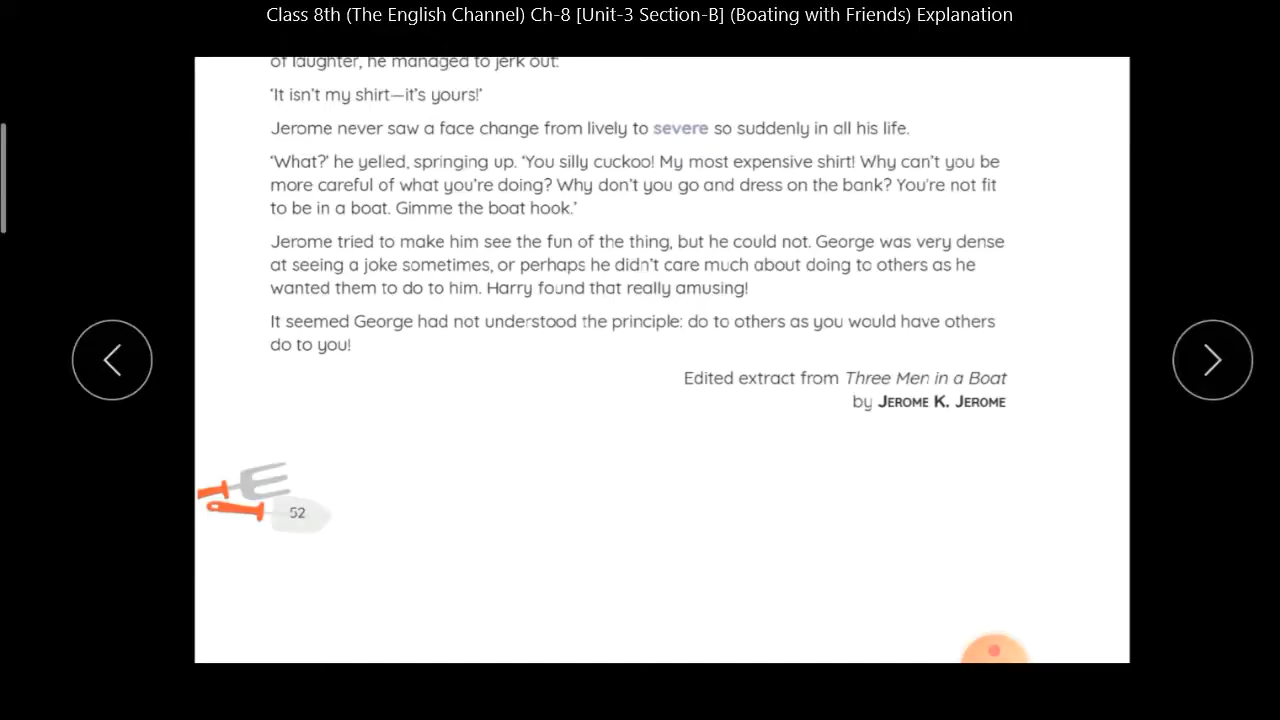 Class 8th (The English Channel) Ch-8 [Unit-3 Section-B] (Boating with Friends) Explanation
of laughter, he managed to jerk out:
‘It isn’t my shirt—it’s yours!’
Jerome never saw a face change from lively to severe so suddenly in all his life.
‘What?’ he yelled, springing up. ‘You silly cuckoo! My most expensive shirt! Why can’t you be
more careful of what you’re doing? Why don’t you go and dress on the bank? You’re not fit
to be in a boat. Gimme the boat hook.’
Jerome tried to make him see the fun of the thing, but he could not. George was very dense
at seeing a joke sometimes, or perhaps he didn’t care much about doing to others as he
wanted them to do to him. Harry found that really amusing!
It seemed George had not understood the principle: do to others as you would have others
do to you!
Edited extract from Three Men in a Boat
by JEROME K. JEROME
52